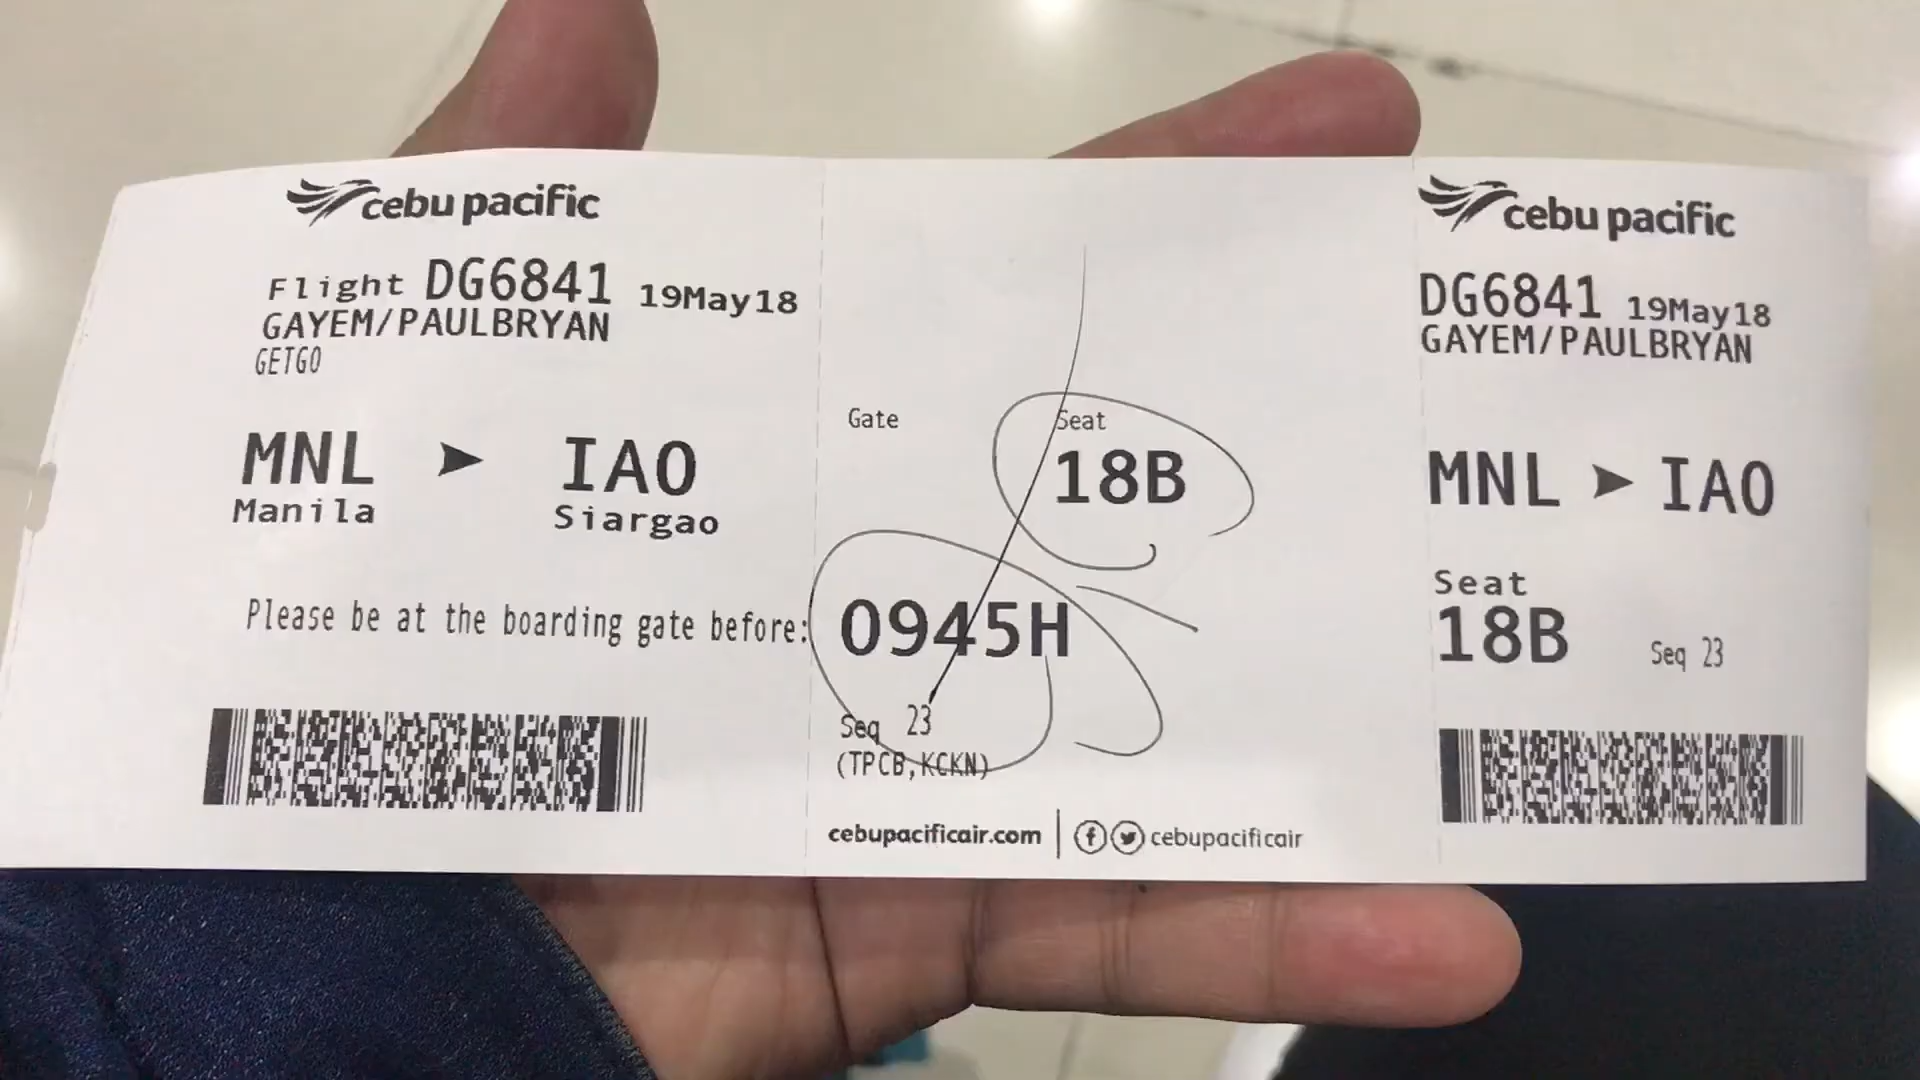 cebu pacific
Flight DG6841 19May18
GAYEM/PAULBRYAN
GETGO
MNL IAO
Manila Siargao
Please be at the boarding gate before:
Gate Seat
18B
0945H
Seq 23
(TPCB,KCKN)
cebupacificair.com | cebupacificair
cebu pacific
DG6841 19May18
GAYEM/PAULBRYAN
MNL IAO
Seat
18B Seq 23